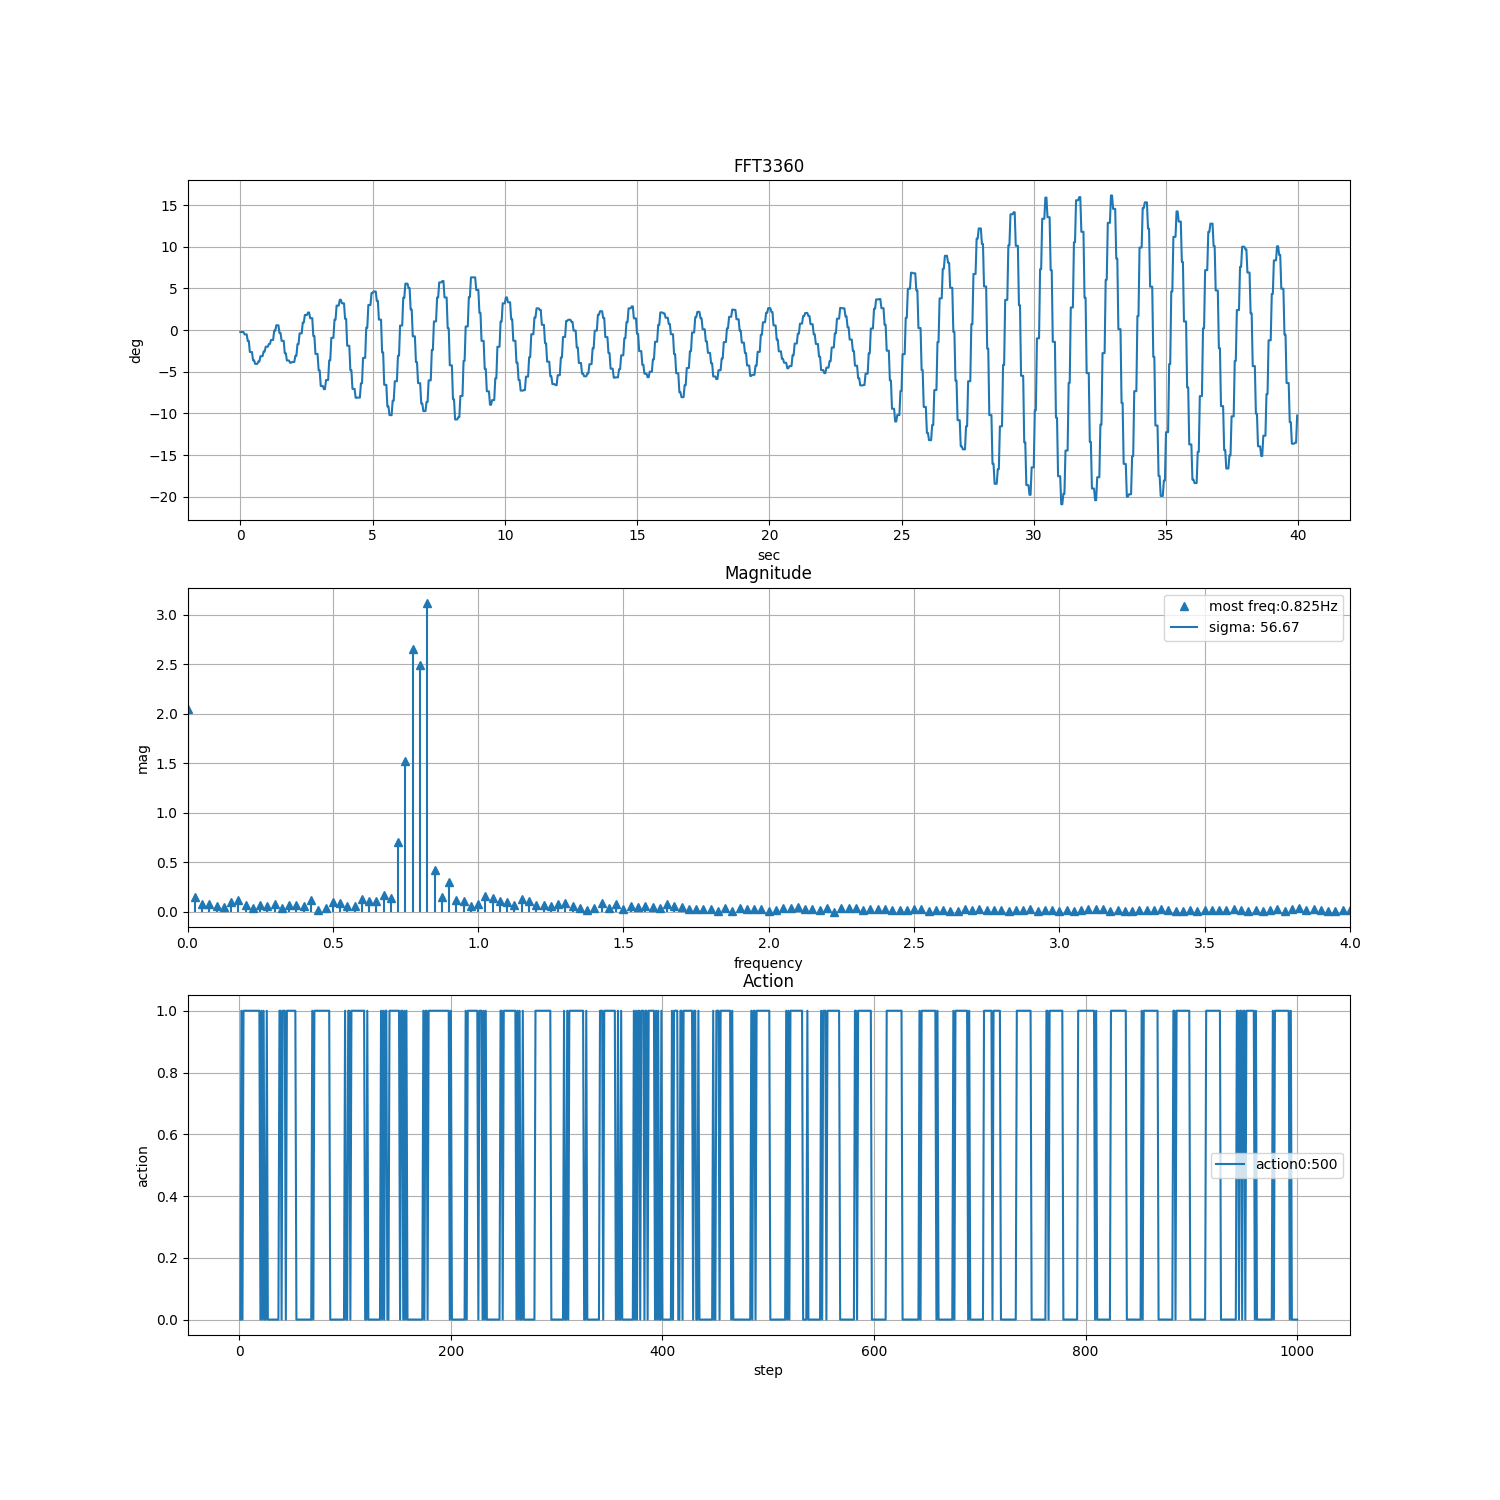 FFT3360
15
10
5
0
−5
−10
−15
−20
deg
0 5 10 15 20 25 30 35 40
sec
Magnitude
3.0
2.5
2.0
1.5
1.0
0.5
0.0
mag
most freq:0.825Hz
sigma: 56.67
0.0 0.5 1.0 1.5 2.0 2.5 3.0 3.5 4.0
frequency
Action
1.0
0.8
0.6
0.4
0.2
0.0
action
action0:500
0 200 400 600 800 1000
step